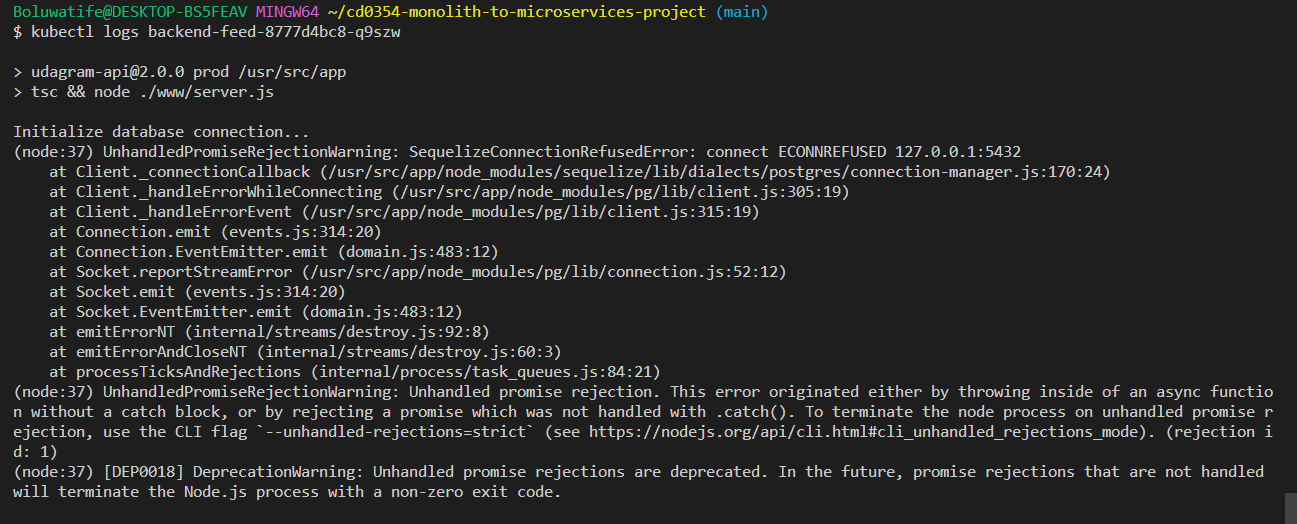 Boluwatife@DESKTOP-BS5FEAV MINGW64 ~/cd0354-monolith-to-microservices-project (main)
$ kubectl logs backend-feed-8777d4bc8-q9szw
> udagram-api@2.0.0 prod /usr/src/app
> tsc && node ./www/server.js
Initialize database connection...
(node:37) UnhandledPromiseRejectionWarning: SequelizeConnectionRefusedError: connect ECONNREFUSED 127.0.0.1:5432
    at Client._connectionCallback (/usr/src/app/node_modules/sequelize/lib/dialects/postgres/connection-manager.js:170:24)
    at Client._handleErrorWhileConnecting (/usr/src/app/node_modules/pg/lib/client.js:305:19)
    at Client._handleErrorEvent (/usr/src/app/node_modules/pg/lib/client.js:315:19)
    at Connection.emit (events.js:314:20)
    at Connection.EventEmitter.emit (domain.js:483:12)
    at Socket.reportStreamError (/usr/src/app/node_modules/pg/lib/connection.js:52:12)
    at Socket.emit (events.js:314:20)
    at Socket.EventEmitter.emit (domain.js:483:12)
    at emitErrorNT (internal/streams/destroy.js:92:8)
    at emitErrorAndCloseNT (internal/streams/destroy.js:60:3)
    at processTicksAndRejections (internal/process/task_queues.js:84:21)
(node:37) UnhandledPromiseRejectionWarning: Unhandled promise rejection. This error originated either by throwing inside of an async functio
n without a catch block, or by rejecting a promise which was not handled with .catch(). To terminate the node process on unhandled promise r
ejection, use the CLI flag `--unhandled-rejections=strict` (see https://nodejs.org/api/cli.html#cli_unhandled_rejections_mode). (rejection i
d: 1)
(node:37) [DEP0018] DeprecationWarning: Unhandled promise rejections are deprecated. In the future, promise rejections that are not handled
will terminate the Node.js process with a non-zero exit code.